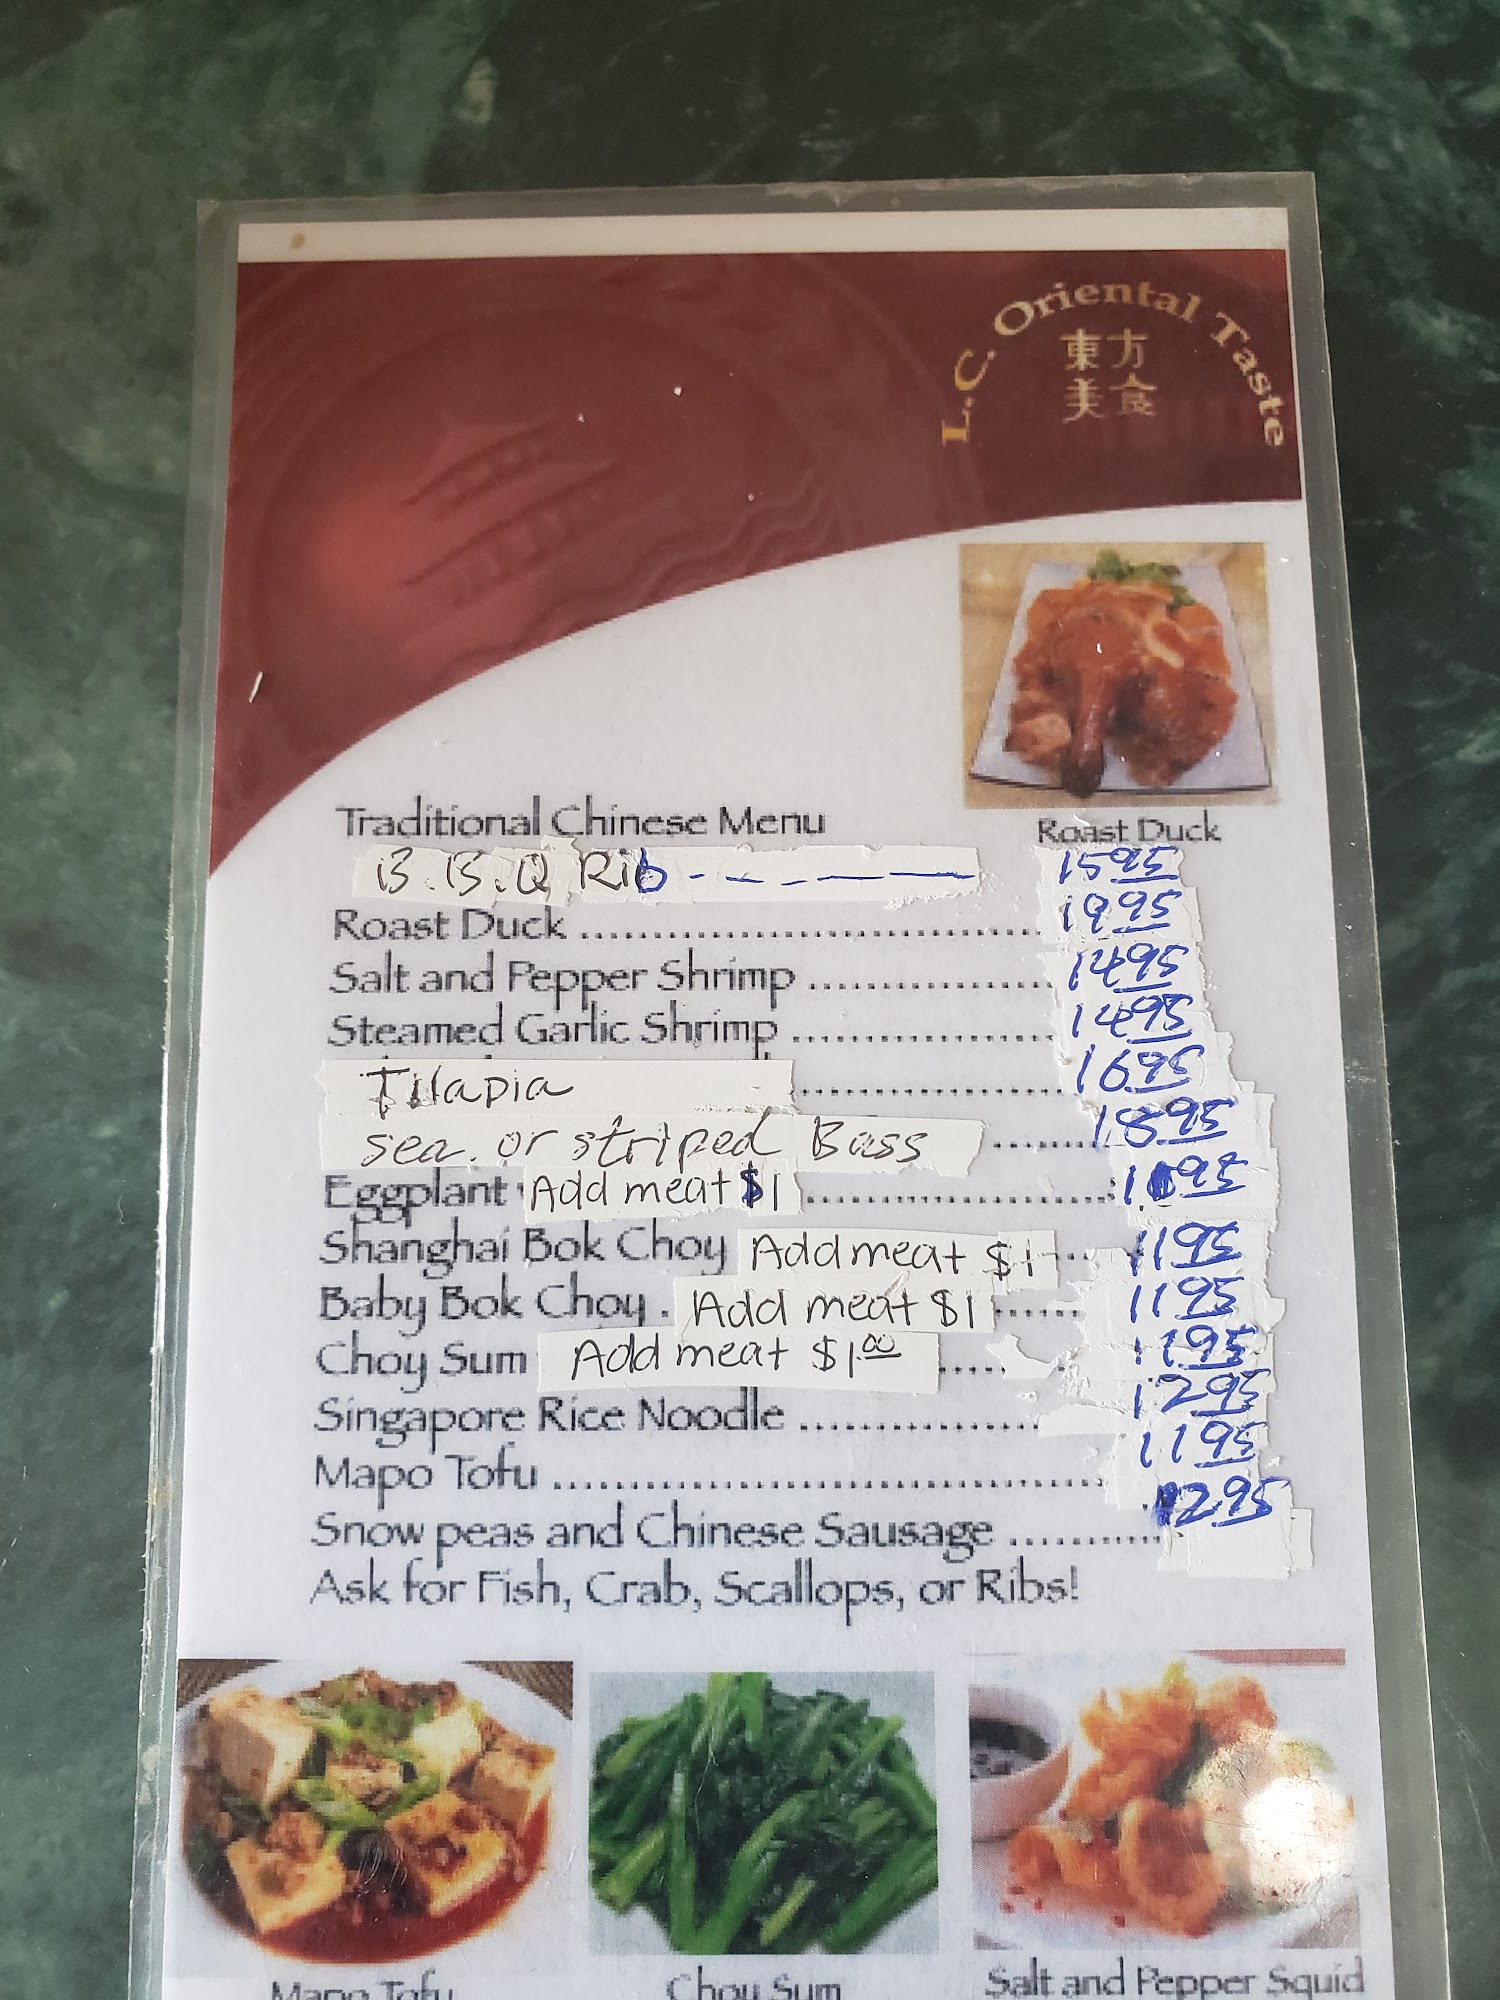 L.C. Oriental Taste
東方
美食
Roast Duck
Traditional Chinese Menu
B.B.Q Rib 15.95
Roast Duck 19.95
Salt and Pepper Shrimp 14.95
Steamed Garlic Shrimp 14.95
Tilapia 16.95
sea. or striped Bass 18.95
Eggplant Add meat $1
Shanghai Bok Choy Add meat $1 11.95
Baby Bok Choy . Add meat $1 11.95
Choy Sum Add meat $1.00 11.95
Singapore Rice Noodle 12.95
Mapo Tofu 11.95
Snow peas and Chinese Sausage 12.95
Ask for Fish, Crab, Scallops, or Ribs!
Mapo Tofu
Choy Sum
Salt and Pepper Squid